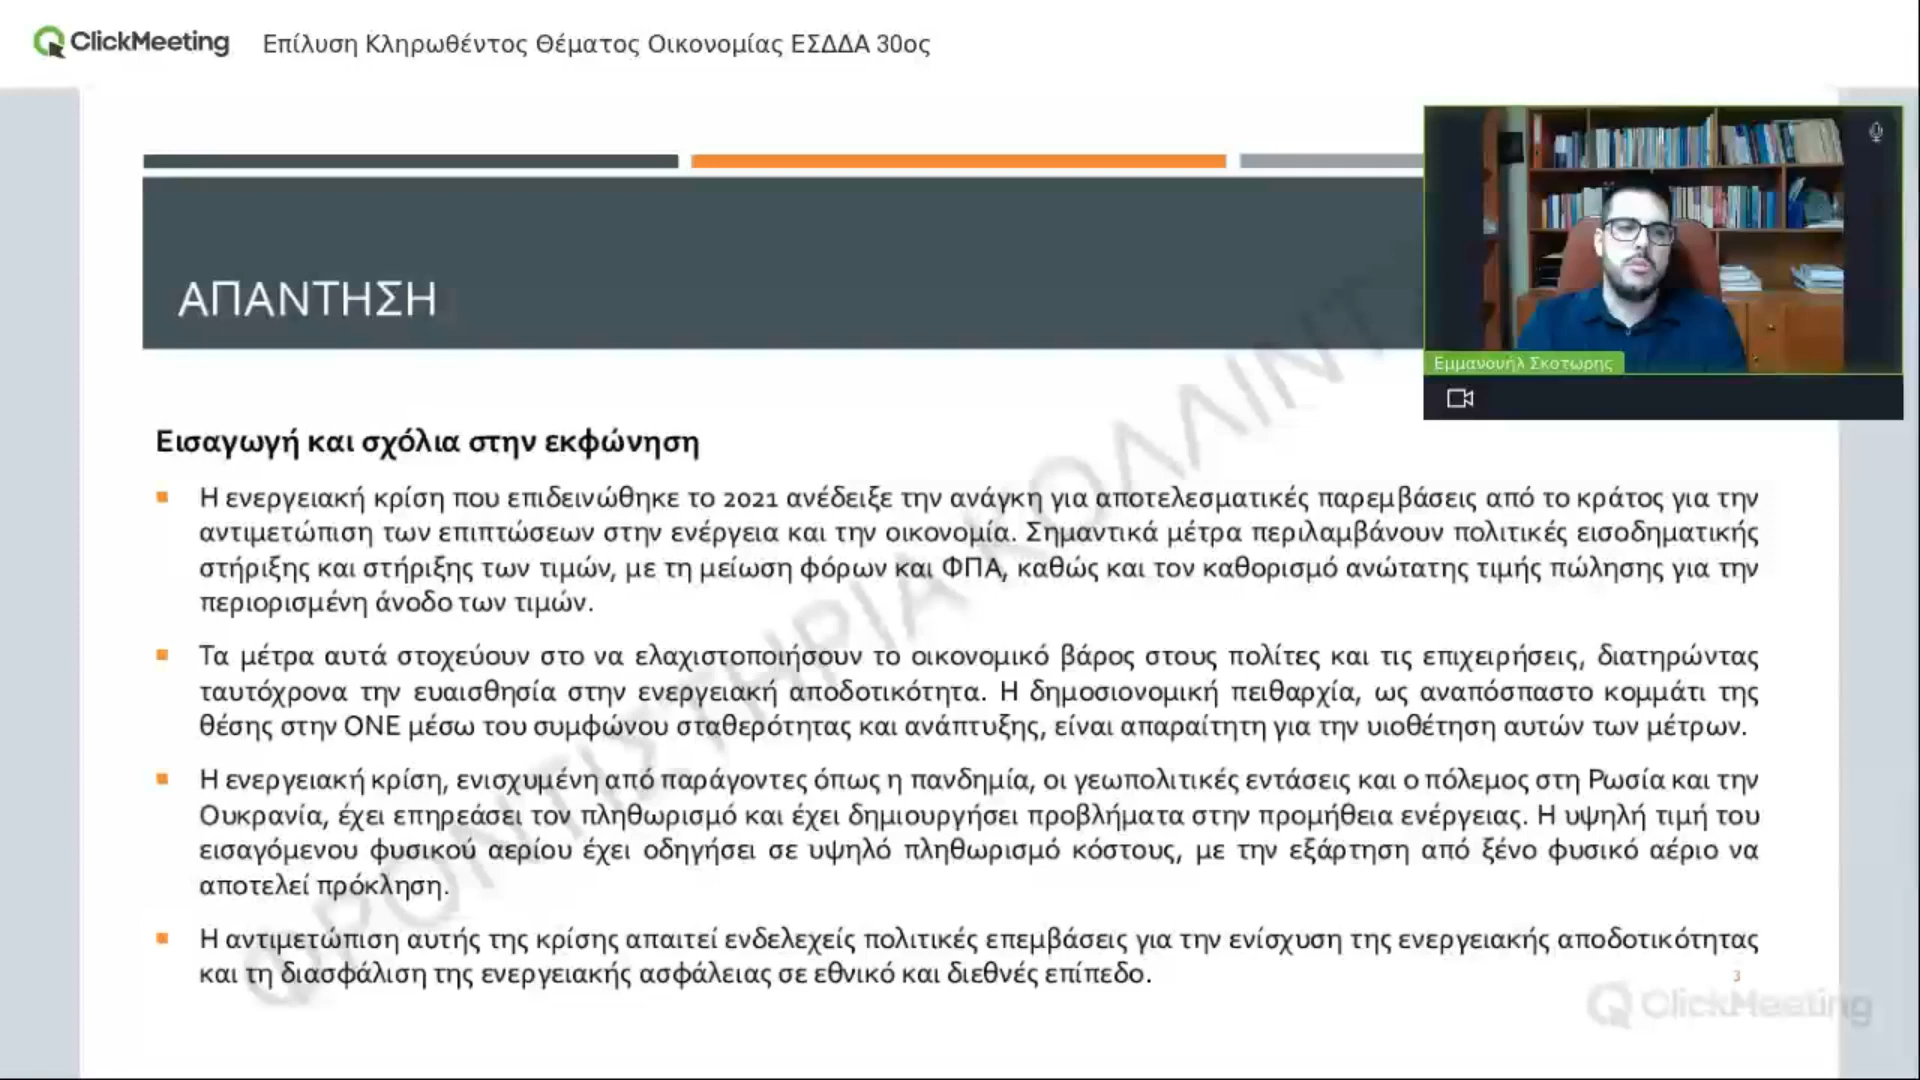 ClickMeeting Επίλυση Κληρωθέντος Θέματος Οικονομίας ΕΣΔΔΑ 30ος
ΑΠΑΝΤΗΣΗ
Εμμανουήλ Σκοτωρης
Εισαγωγή και σχόλια στην εκφώνηση
Η ενεργειακή κρίση που επιδεινώθηκε το 2021 ανέδειξε την ανάγκη για αποτελεσματικές παρεμβάσεις από το κράτος για την
αντιμετώπιση των επιπτώσεων στην ενέργεια και την οικονομία. Σημαντικά μέτρα περιλαμβάνουν πολιτικές εισοδηματικής
στήριξης και στήριξης των τιμών, με τη μείωση φόρων και ΦΠΑ, καθώς και τον καθορισμό ανώτατης τιμής πώλησης για την
περιορισμένη άνοδο των τιμών.
Τα μέτρα αυτά στοχεύουν στο να ελαχιστοποιήσουν το οικονομικό βάρος στους πολίτες και τις επιχειρήσεις, διατηρώντας
ταυτόχρονα την ευαισθησία στην ενεργειακή αποδοτικότητα. Η δημοσιονομική πειθαρχία, ως αναπόσπαστο κομμάτι της
θέσης στην ΟΝΕ μέσω του συμφώνου σταθερότητας και ανάπτυξης, είναι απαραίτητη για την υιοθέτηση αυτών των μέτρων.
Η ενεργειακή κρίση, ενισχυμένη από παράγοντες όπως η πανδημία, οι γεωπολιτικές εντάσεις και ο πόλεμος στη Ρωσία και την
Ουκρανία, έχει επηρεάσει τον πληθωρισμό και έχει δημιουργήσει προβλήματα στην προμήθεια ενέργειας. Η υψηλή τιμή του
εισαγόμενου φυσικού αερίου έχει οδηγήσει σε υψηλό πληθωρισμό κόστους, με την εξάρτηση από ξένο φυσικό αέριο να
αποτελεί πρόκληση.
Η αντιμετώπιση αυτής της κρίσης απαιτεί ενδελεχείς πολιτικές επεμβάσεις για την ενίσχυση της ενεργειακής αποδοτικότητας
και τη διασφάλιση της ενεργειακής ασφάλειας σε εθνικό και διεθνές επίπεδο.
3
ClickMeeting
ΦΡΟΝΤΙΣΤΗΡΙΑ ΚΟΛΛΙΝΤ